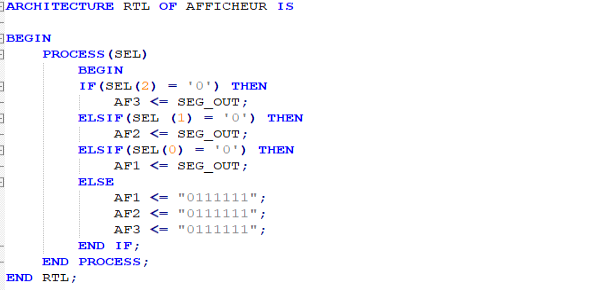 ARCHITECTURE RTL OF AFFICHEUR IS
BEGIN
PROCESS(SEL)
BEGIN
IF(SEL(2) = '0') THEN
AF3 <= SEG_OUT;
ELSIF(SEL (1) = '0') THEN
AF2 <= SEG_OUT;
ELSIF(SEL(0) = '0') THEN
AF1 <= SEG_OUT;
ELSE
AF1 <= "0111111";
AF2 <= "0111111";
AF3 <= "0111111";
END IF;
END PROCESS;
END RTL;